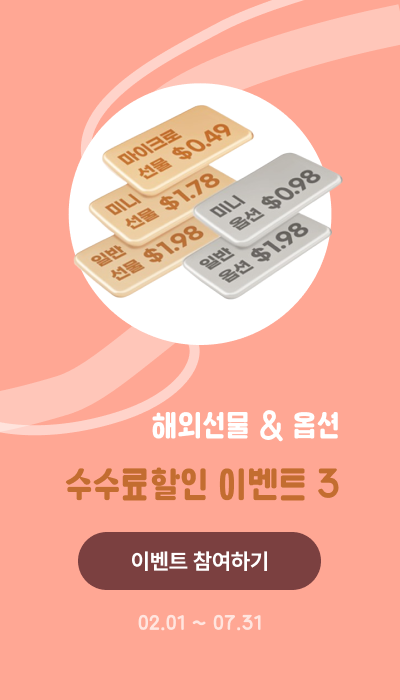 마이크로
선물 $0.49
미니
선물 $1.78
미니
옵션 $0.98
일반
선물 $1.98
일반
옵션 $1.98
해외선물 & 옵션
수수료할인 이벤트 3
이벤트 참여하기
02.01 ~ 07.31